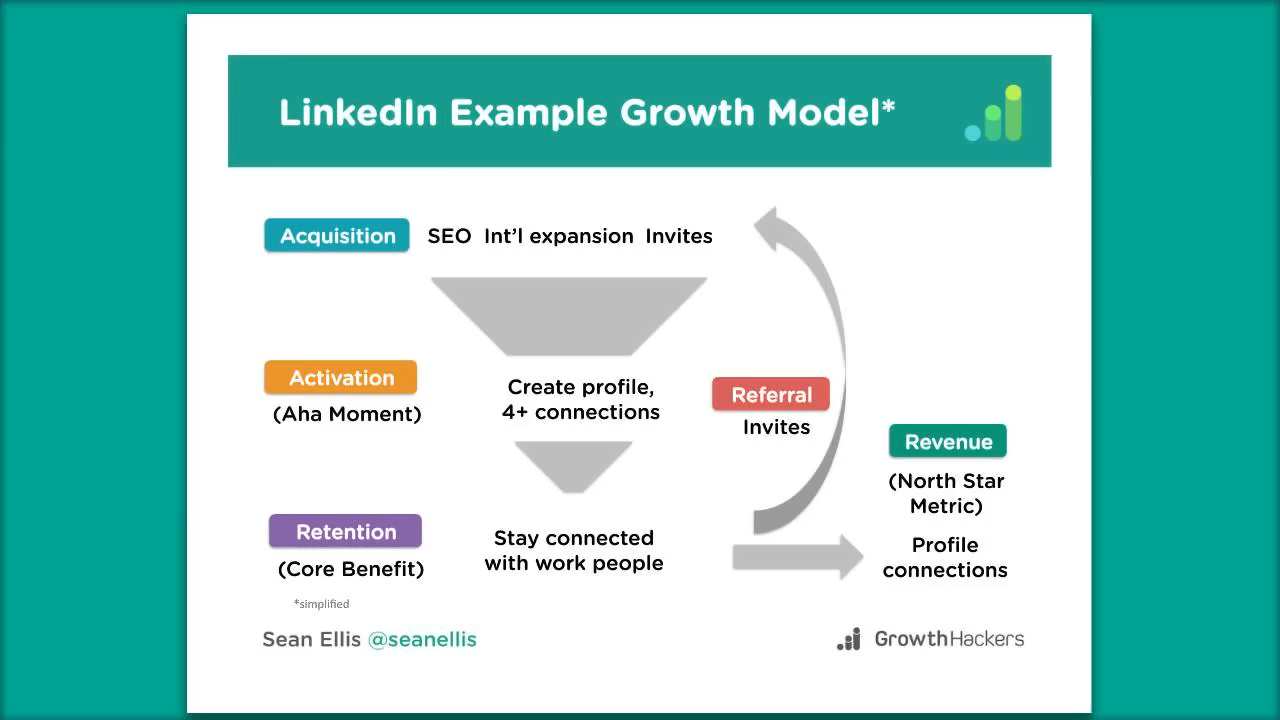 LinkedIn Example Growth Model*
Acquisition
SEO Int'l expansion Invites
Activation
(Aha Moment)
Create profile,
4+ connections
Referral
Invites
Revenue
(North Star
Metric)
Profile
connections
Retention
(Core Benefit)
Stay connected
with work people
*simplified
Sean Ellis @seanellis
GrowthHackers